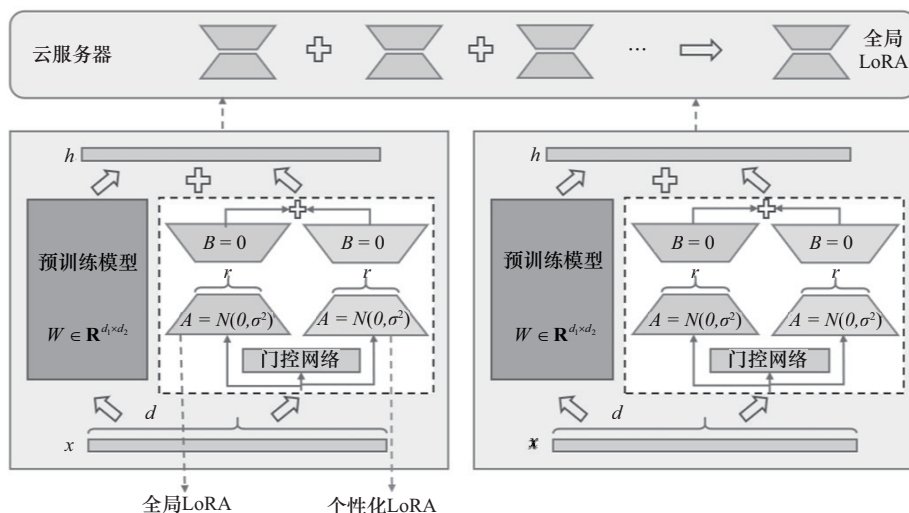 云服务器
...
全局
LoRA
h
h
B = 0
B = 0
B = 0
B = 0
预训练模型
r
r
预训练模型
r
r
W ∈ R^{d₁×d₂}
A = N(0,σ²)
A = N(0,σ²)
W ∈ R^{d₁×d₂}
A = N(0,σ²)
A = N(0,σ²)
门控网络
门控网络
d
d
x
x
全局LoRA
个性化LoRA